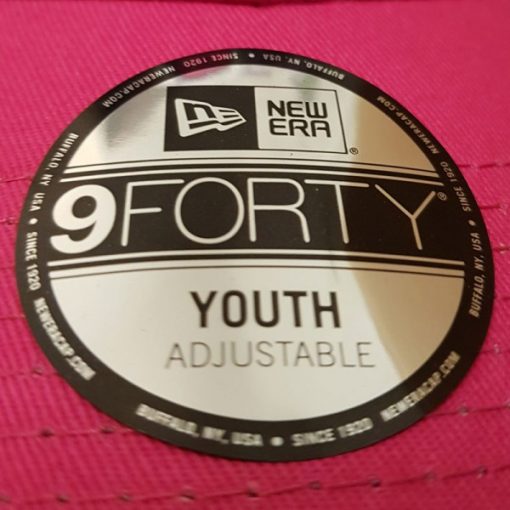 NEW
ERA
®
9FORTY®
YOUTH
ADJUSTABLE
BUFFALO, NY, USA • SINCE 1920 NEWERACAP.COM
BUFFALO, NY, USA • SINCE 1920 NEWERACAP.COM
BUFFALO, NY, USA • SINCE 1920 NEWERACAP.COM
BUFFALO NY, USA • SINCE 1920 NEWERACAP.COM